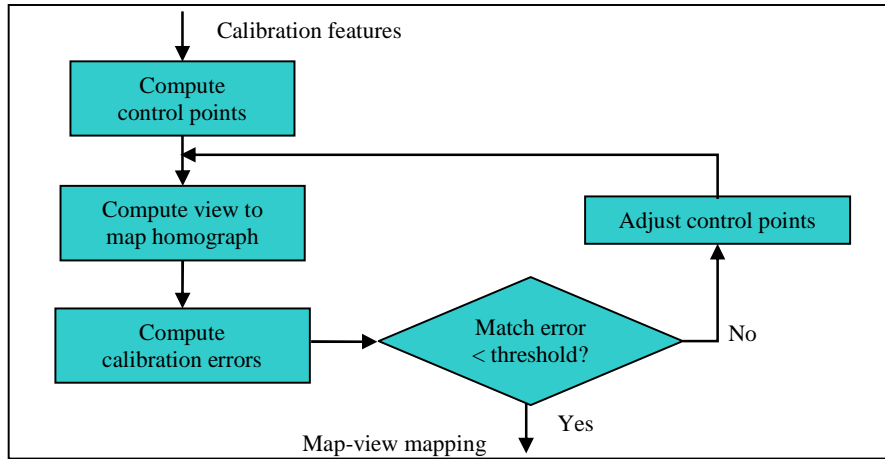 Calibration features
Compute
control points
Compute view to
map homograph
Adjust control points
Compute
calibration errors
Match error
< threshold?
No
Yes
Map-view mapping